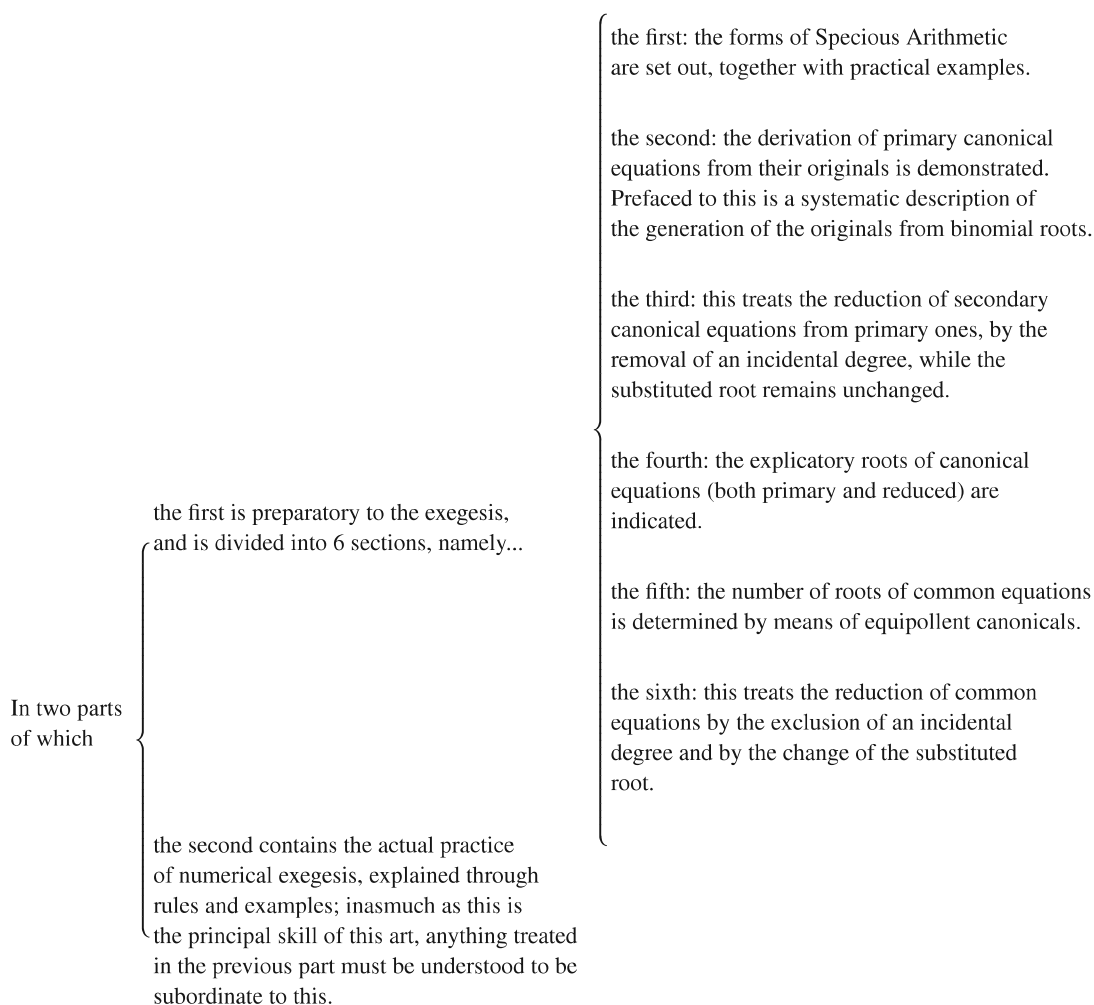 In two parts
of which
the first is preparatory to the exegesis,
and is divided into 6 sections, namely...
the first: the forms of Specious Arithmetic
are set out, together with practical examples.
the second: the derivation of primary canonical
equations from their originals is demonstrated.
Prefaced to this is a systematic description of
the generation of the originals from binomial roots.
the third: this treats the reduction of secondary
canonical equations from primary ones, by the
removal of an incidental degree, while the
substituted root remains unchanged.
the fourth: the explicatory roots of canonical
equations (both primary and reduced) are
indicated.
the fifth: the number of roots of common equations
is determined by means of equipollent canonicals.
the sixth: this treats the reduction of common
equations by the exclusion of an incidental
degree and by the change of the substituted
root.
the second contains the actual practice
of numerical exegesis, explained through
rules and examples; inasmuch as this is
the principal skill of this art, anything treated
in the previous part must be understood to be
subordinate to this.